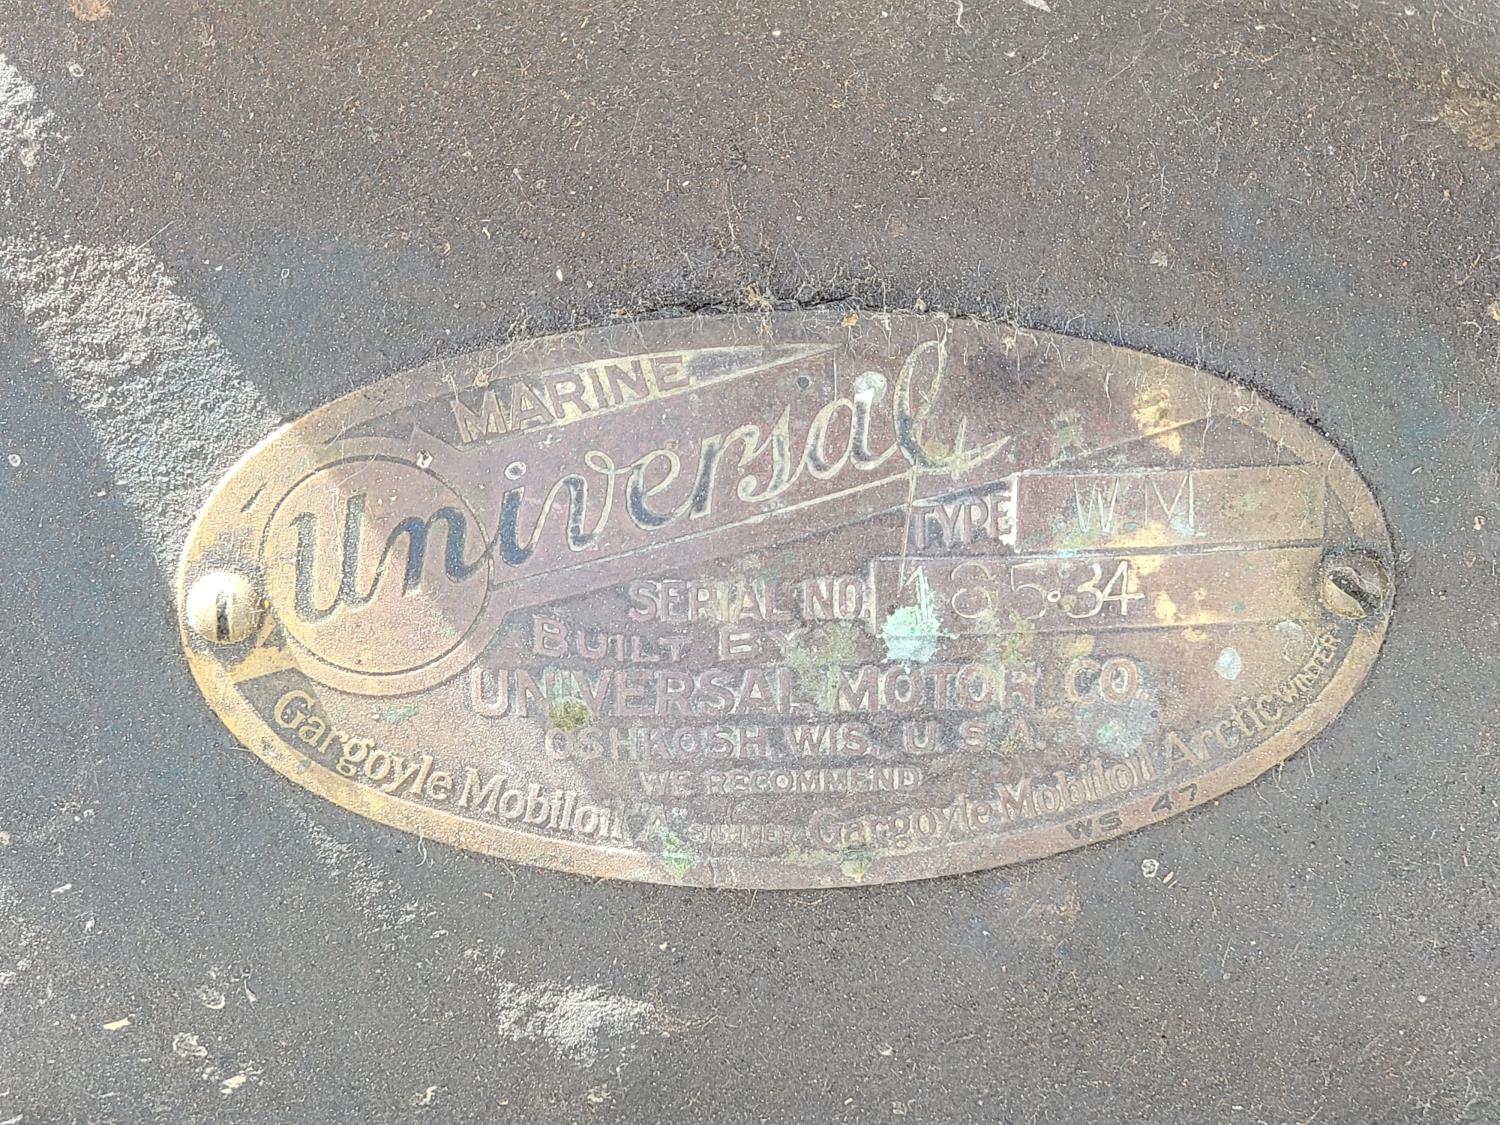 MARINE
Universal
TYPE WM
SERIAL NO. 18534
BUILT BY
UNIVERSAL MOTOR CO.
OSHKOSH, WIS. U.S.A.
WE RECOMMEND
Gargoyle Mobiloil "A" SUMMER Gargoyle Mobiloil Arctic WINTER
WS 47